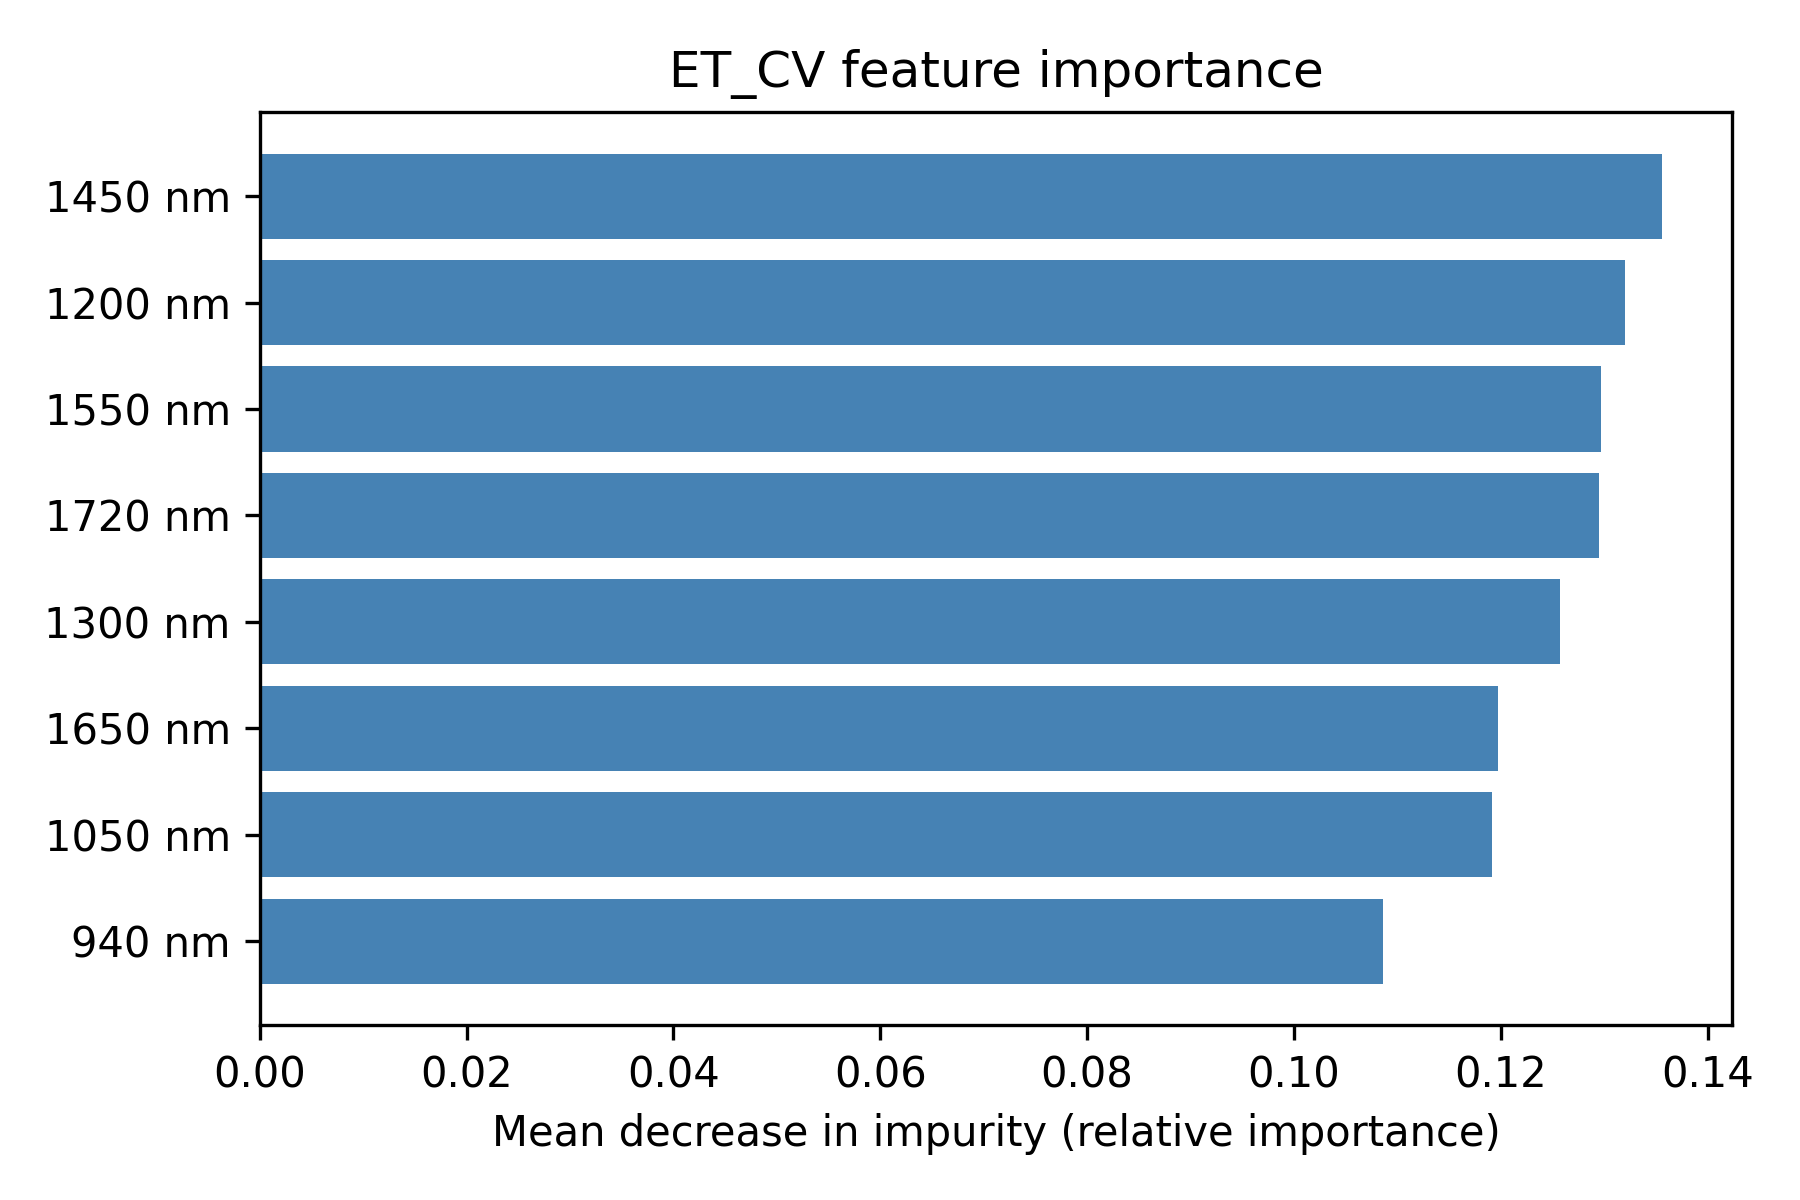 ET_CV feature importance
1450 nm
1200 nm
1550 nm
1720 nm
1300 nm
1650 nm
1050 nm
940 nm
0.00 0.02 0.04 0.06 0.08 0.10 0.12 0.14
Mean decrease in impurity (relative importance)